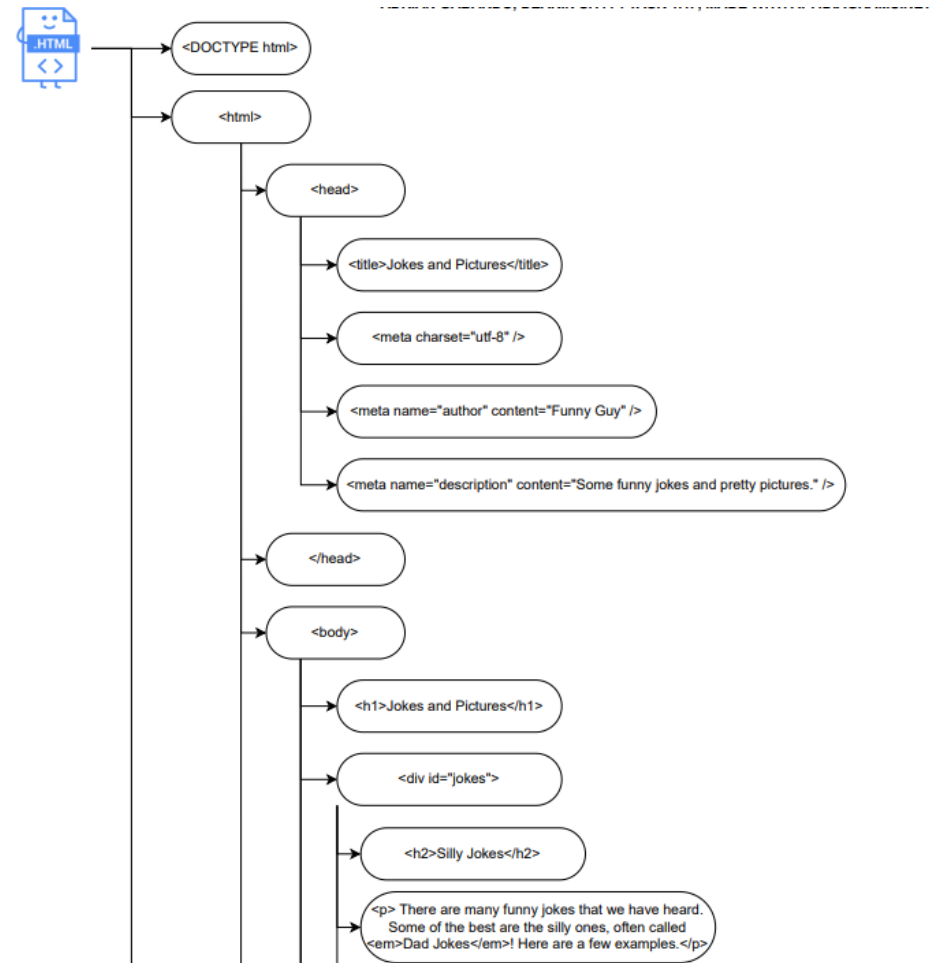 .HTML
<>
<DOCTYPE html>
<html>
<head>
<title>Jokes and Pictures</title>
<meta charset="utf-8" />
<meta name="author" content="Funny Guy" />
<meta name="description" content="Some funny jokes and pretty pictures." />
</head>
<body>
<h1>Jokes and Pictures</h1>
<div id="jokes">
<h2>Silly Jokes</h2>
<p> There are many funny jokes that we have heard.
Some of the best are the silly ones, often called
<em>Dad Jokes</em>! Here are a few examples.</p>